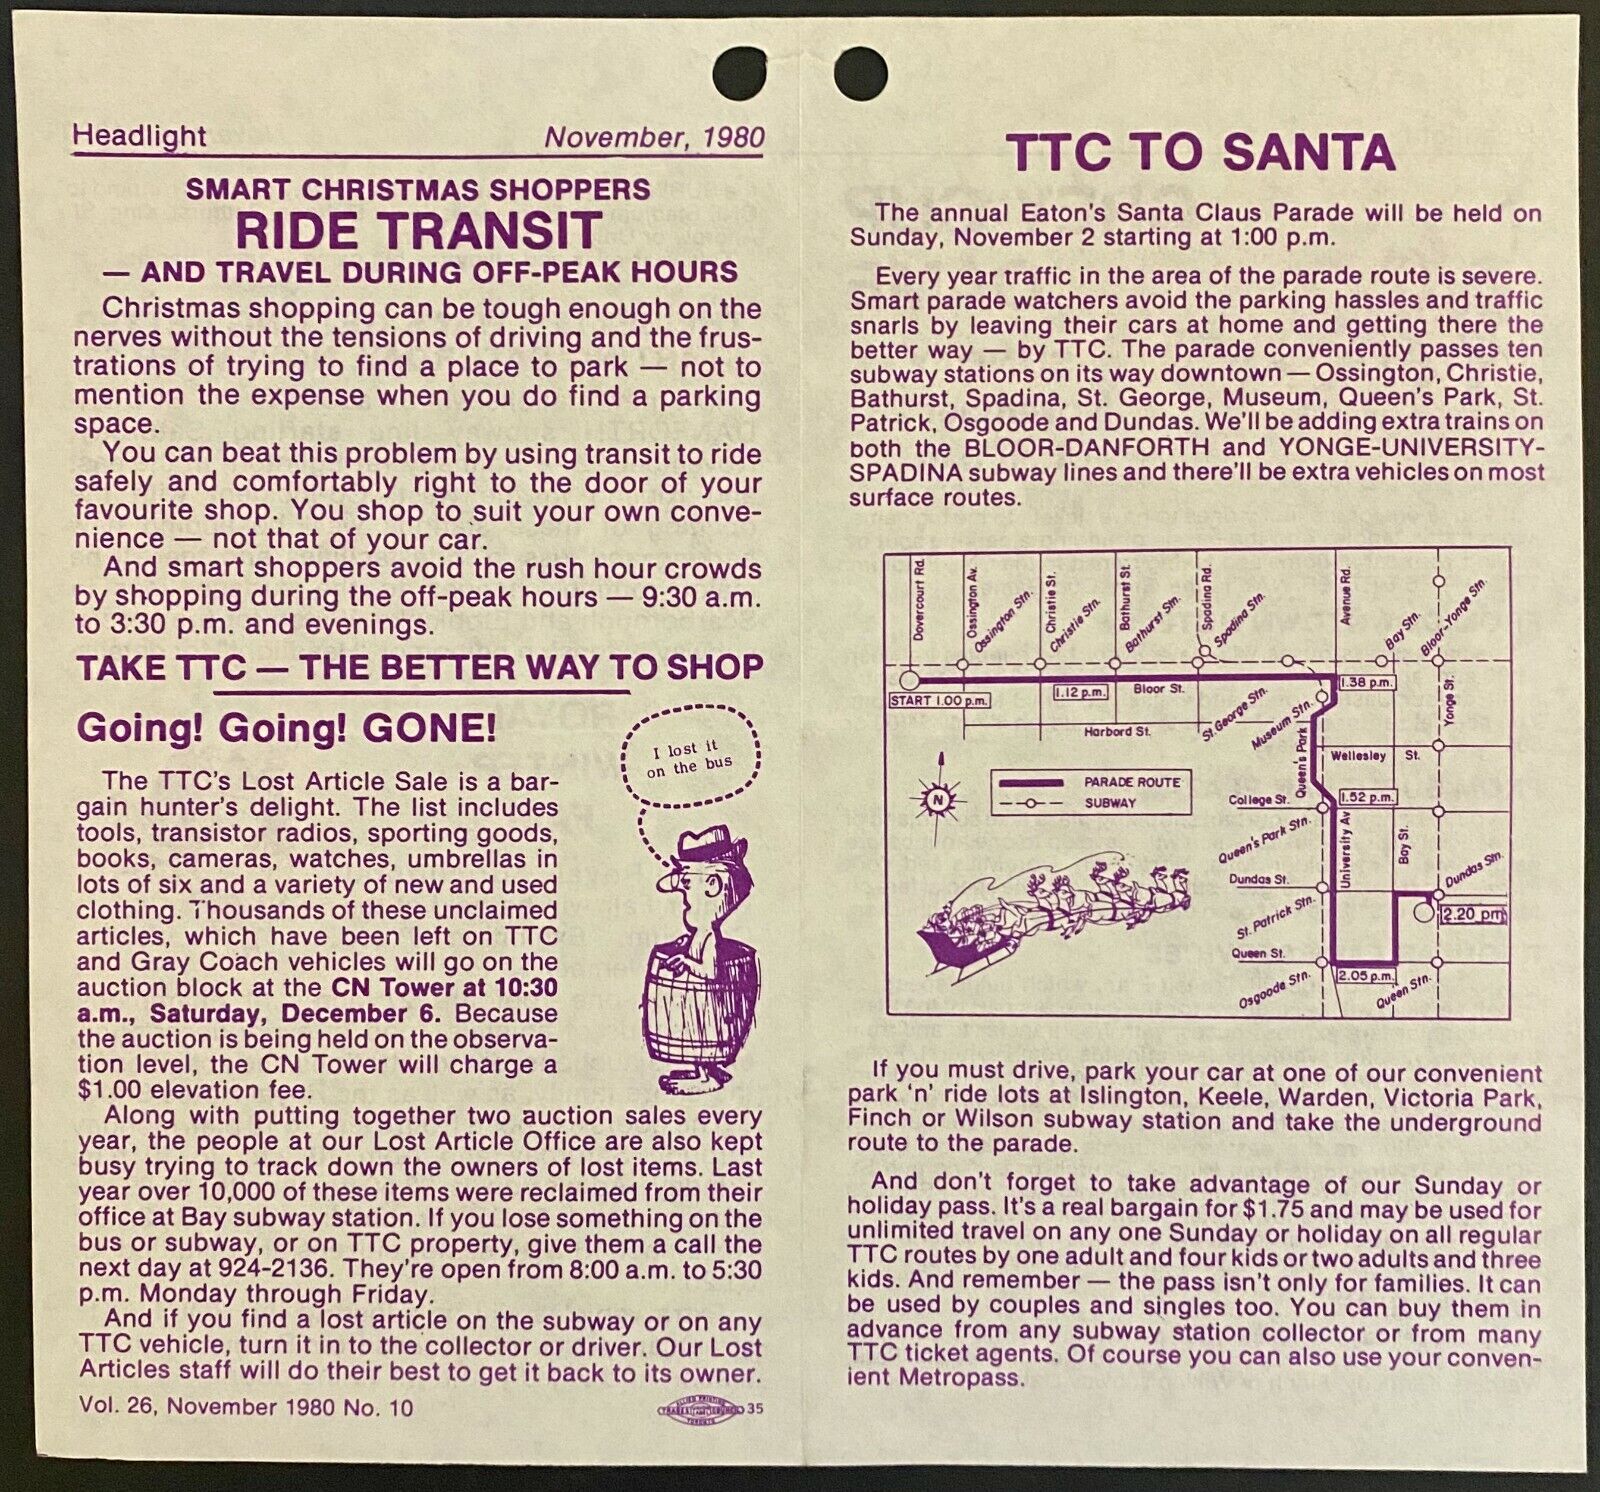 Headlight November, 1980
SMART CHRISTMAS SHOPPERS
RIDE TRANSIT
— AND TRAVEL DURING OFF-PEAK HOURS
Christmas shopping can be tough enough on the
nerves without the tensions of driving and the frus-
trations of trying to find a place to park — not to
mention the expense when you do find a parking
space.
You can beat this problem by using transit to ride
safely and comfortably right to the door of your
favourite shop. You shop to suit your own conve-
nience — not that of your car.
And smart shoppers avoid the rush hour crowds
by shopping during the off-peak hours — 9:30 a.m.
to 3:30 p.m. and evenings.
TAKE TTC — THE BETTER WAY TO SHOP
Going! Going! GONE!
I lost it
on the bus
The TTC's Lost Article Sale is a bar-
gain hunter's delight. The list includes
tools, transistor radios, sporting goods,
books, cameras, watches, umbrellas in
lots of six and a variety of new and used
clothing. Thousands of these unclaimed
articles, which have been left on TTC
and Gray Coach vehicles will go on the
auction block at the CN Tower at 10:30
a.m., Saturday, December 6. Because
the auction is being held on the observa-
tion level, the CN Tower will charge a
$1.00 elevation fee.
Along with putting together two auction sales every
year, the people at our Lost Article Office are also kept
busy trying to track down the owners of lost items. Last
year over 10,000 of these items were reclaimed from their
office at Bay subway station. If you lose something on the
bus or subway, or on TTC property, give them a call the
next day at 924-2136. They're open from 8:00 a.m. to 5:30
p.m. Monday through Friday.
And if you find a lost article on the subway or on any
TTC vehicle, turn it in to the collector or driver. Our Lost
Articles staff will do their best to get it back to its owner.
Vol. 26, November 1980 No. 10
35
TTC TO SANTA
The annual Eaton's Santa Claus Parade will be held on
Sunday, November 2 starting at 1:00 p.m.
Every year traffic in the area of the parade route is severe.
Smart parade watchers avoid the parking hassles and traffic
snarls by leaving their cars at home and getting there the
better way — by TTC. The parade conveniently passes ten
subway stations on its way downtown — Ossington, Christie,
Bathurst, Spadina, St. George, Museum, Queen's Park, St.
Patrick, Osgoode and Dundas. We'll be adding extra trains on
both the BLOOR-DANFORTH and YONGE-UNIVERSITY-
SPADINA subway lines and there'll be extra vehicles on most
surface routes.
Dovercourt Rd.
Ossington Av.
Ossington Stn.
Christie St.
Christie Stn.
Bathurst St.
Bathurst Stn.
Spadina Rd.
Spadina Stn.
Avenue Rd.
Bay Stn.
Bloor-Yonge Stn.
START 1.00 p.m.
1.12 p.m.
Bloor St.
1.38 p.m.
St. George Stn.
Museum Stn.
Yonge St.
Harbord St.
Queen's Park
Wellesley St.
N
PARADE ROUTE
SUBWAY
College St.
1.52 p.m.
Queen's Park Stn.
University Av
Bay St.
Dundas St.
Dundas Stn.
St. Patrick Stn.
2.20 pm
Queen St.
2.05 p.m.
Osgoode Stn.
Queen Stn.
If you must drive, park your car at one of our convenient
park 'n' ride lots at Islington, Keele, Warden, Victoria Park,
Finch or Wilson subway station and take the underground
route to the parade.
And don't forget to take advantage of our Sunday or
holiday pass. It's a real bargain for $1.75 and may be used for
unlimited travel on any one Sunday or holiday on all regular
TTC routes by one adult and four kids or two adults and three
kids. And remember — the pass isn't only for families. It can
be used by couples and singles too. You can buy them in
advance from any subway station collector or from many
TTC ticket agents. Of course you can also use your conven-
ient Metropass.